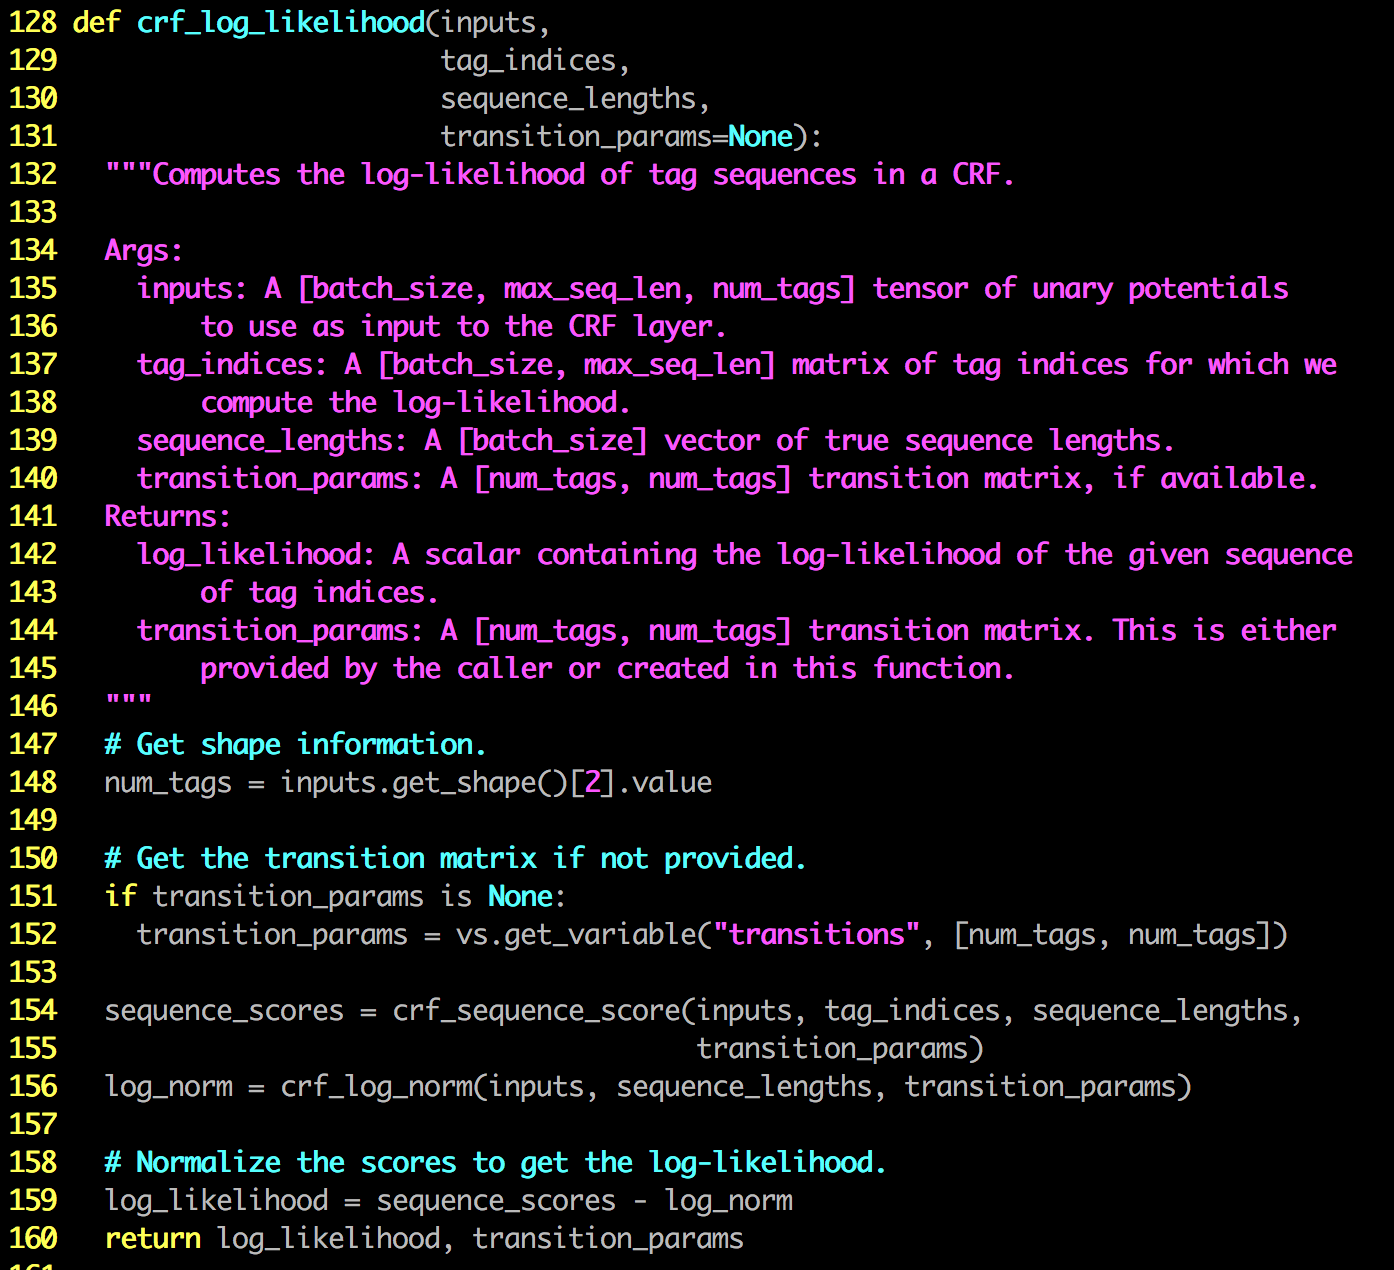 128 def crf_log_likelihood(inputs,
129                        tag_indices,
130                        sequence_lengths,
131                        transition_params=None):
132   """Computes the log-likelihood of tag sequences in a CRF.
133
134   Args:
135     inputs: A [batch_size, max_seq_len, num_tags] tensor of unary potentials
136         to use as input to the CRF layer.
137     tag_indices: A [batch_size, max_seq_len] matrix of tag indices for which we
138         compute the log-likelihood.
139     sequence_lengths: A [batch_size] vector of true sequence lengths.
140     transition_params: A [num_tags, num_tags] transition matrix, if available.
141   Returns:
142     log_likelihood: A scalar containing the log-likelihood of the given sequence
143         of tag indices.
144     transition_params: A [num_tags, num_tags] transition matrix. This is either
145         provided by the caller or created in this function.
146   """
147   # Get shape information.
148   num_tags = inputs.get_shape()[2].value
149
150   # Get the transition matrix if not provided.
151   if transition_params is None:
152     transition_params = vs.get_variable("transitions", [num_tags, num_tags])
153
154   sequence_scores = crf_sequence_score(inputs, tag_indices, sequence_lengths,
155                                        transition_params)
156   log_norm = crf_log_norm(inputs, sequence_lengths, transition_params)
157
158   # Normalize the scores to get the log-likelihood.
159   log_likelihood = sequence_scores - log_norm
160   return log_likelihood, transition_params